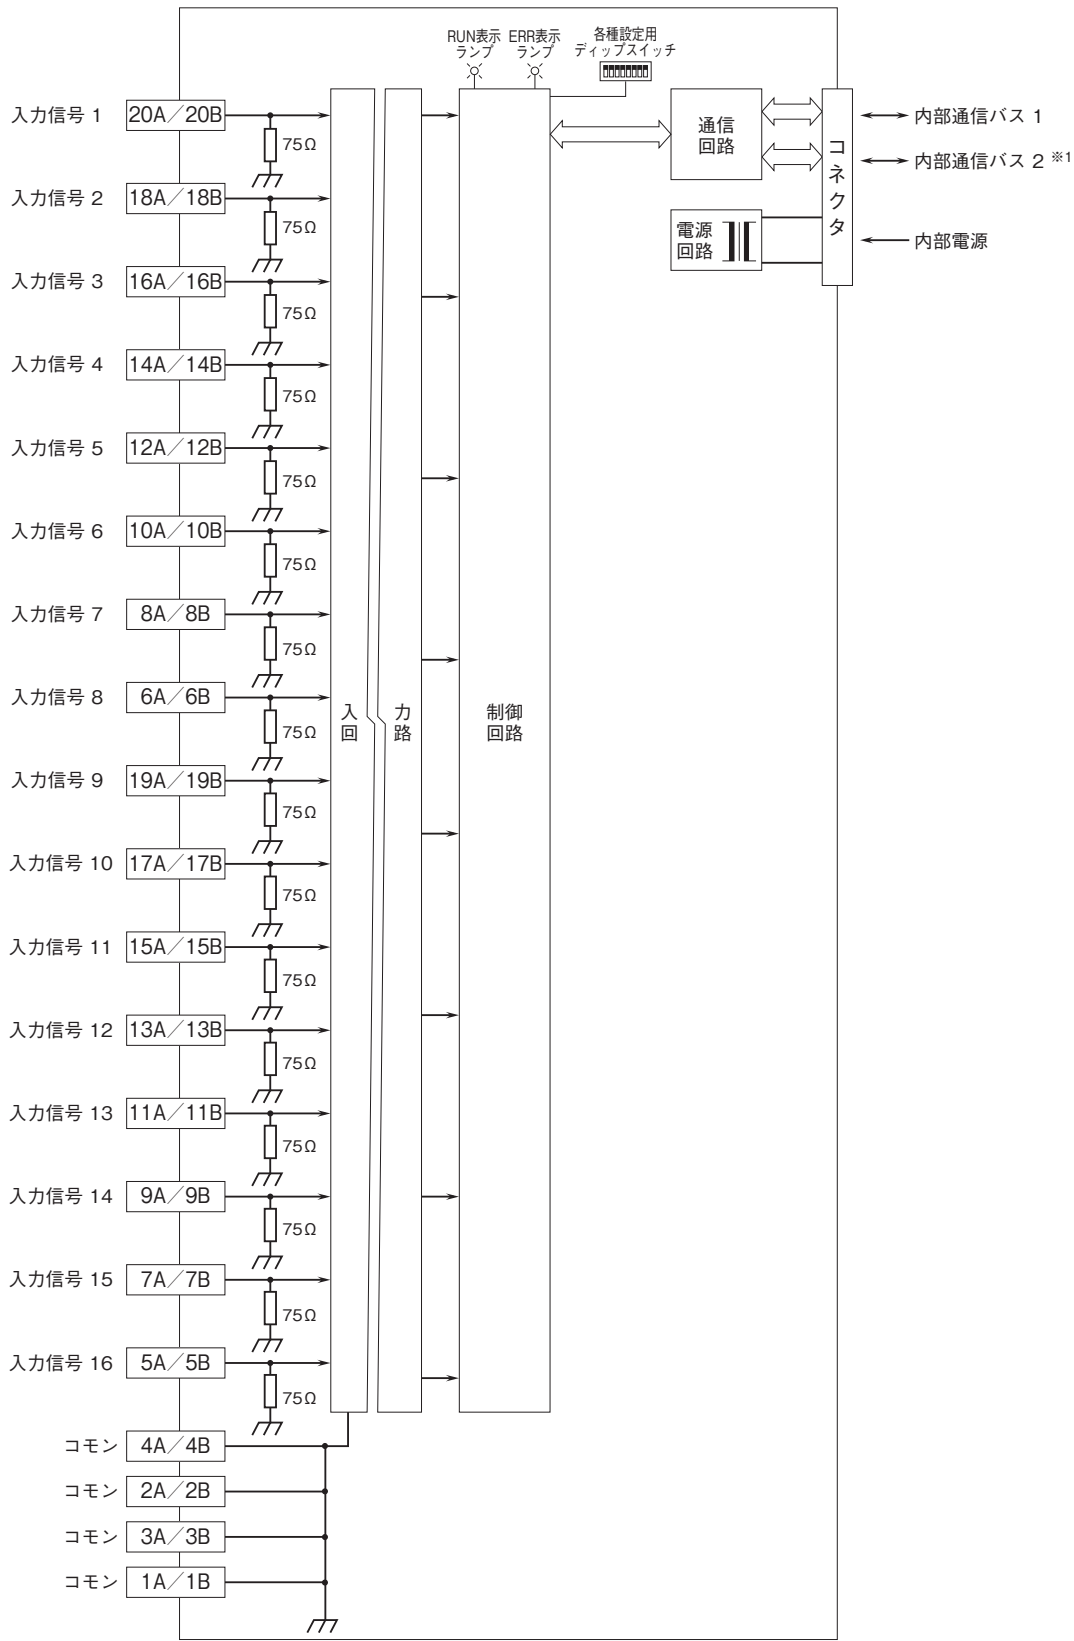 RUN表示
ランプ
ERR表示
ランプ
各種設定用
ディップスイッチ
入力信号 1
20A／20B
75Ω
入力信号 2
18A／18B
75Ω
入力信号 3
16A／16B
75Ω
入力信号 4
14A／14B
75Ω
入力信号 5
12A／12B
75Ω
入力信号 6
10A／10B
75Ω
入力信号 7
8A／8B
75Ω
入力信号 8
6A／6B
75Ω
入力信号 9
19A／19B
75Ω
入力信号 10
17A／17B
75Ω
入力信号 11
15A／15B
75Ω
入力信号 12
13A／13B
75Ω
入力信号 13
11A／11B
75Ω
入力信号 14
9A／9B
75Ω
入力信号 15
7A／7B
75Ω
入力信号 16
5A／5B
75Ω
コモン 4A／4B
コモン 2A／2B
コモン 3A／3B
コモン 1A／1B
入力
回路
制御
回路
通信
回路
電源
回路
コネクタ
内部通信バス 1
内部通信バス 2 ※1
内部電源